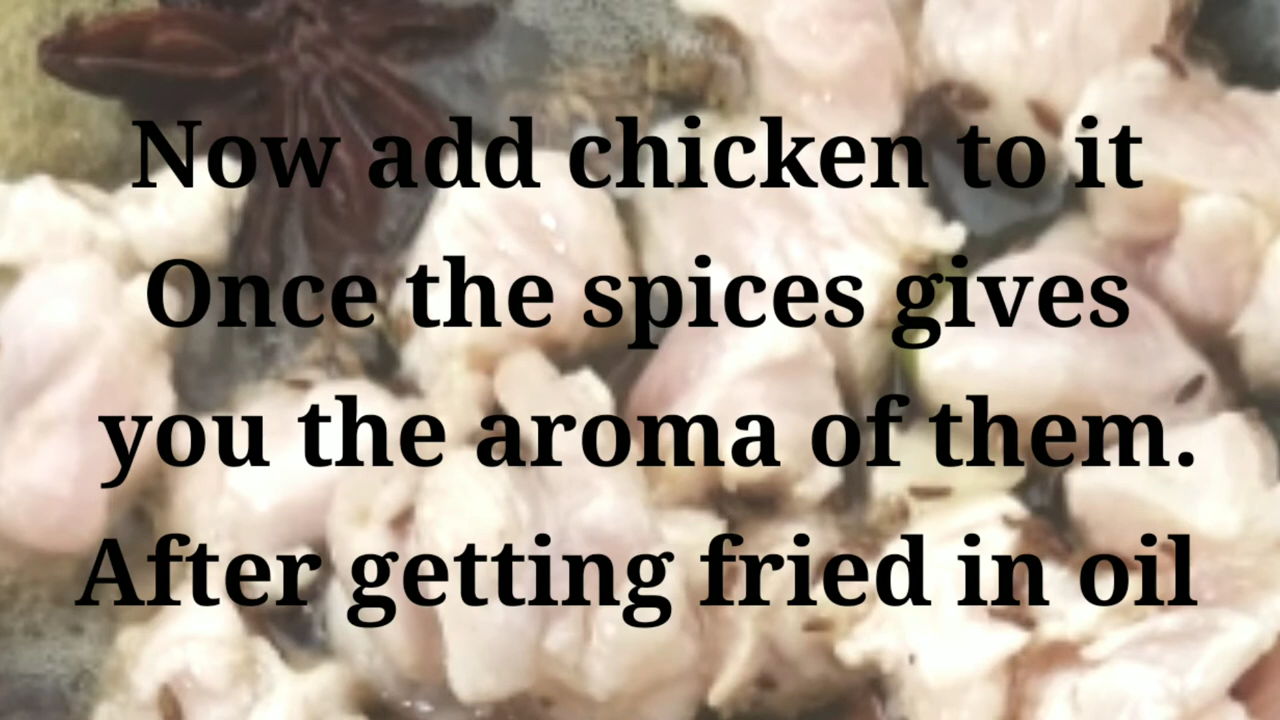 Now add chicken to it
Once the spices gives
you the aroma of them.
After getting fried in oil